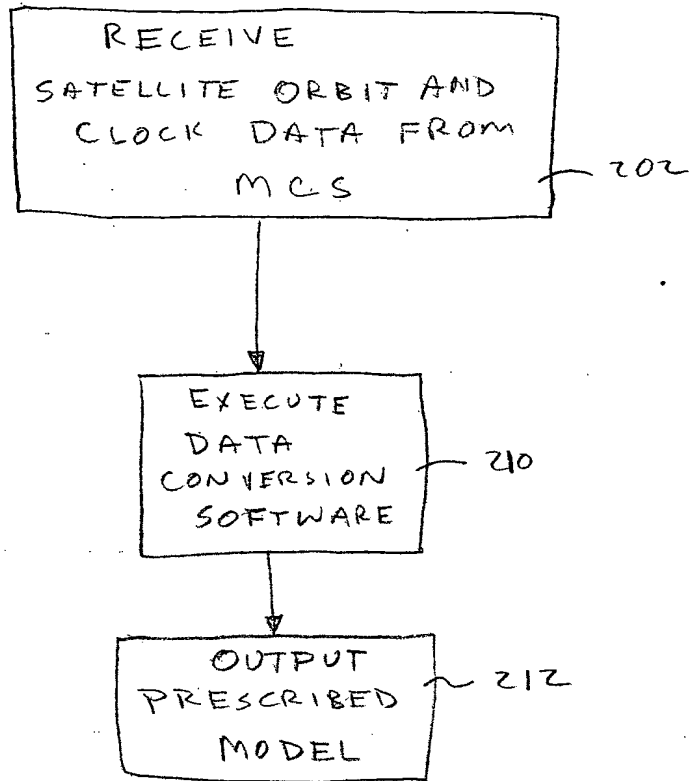 RECEIVE
SATELLITE ORBIT AND
CLOCK DATA FROM
MCS
202
EXECUTE
DATA
CONVERSION
SOFTWARE
210
OUTPUT
PRESCRIBED
MODEL
212